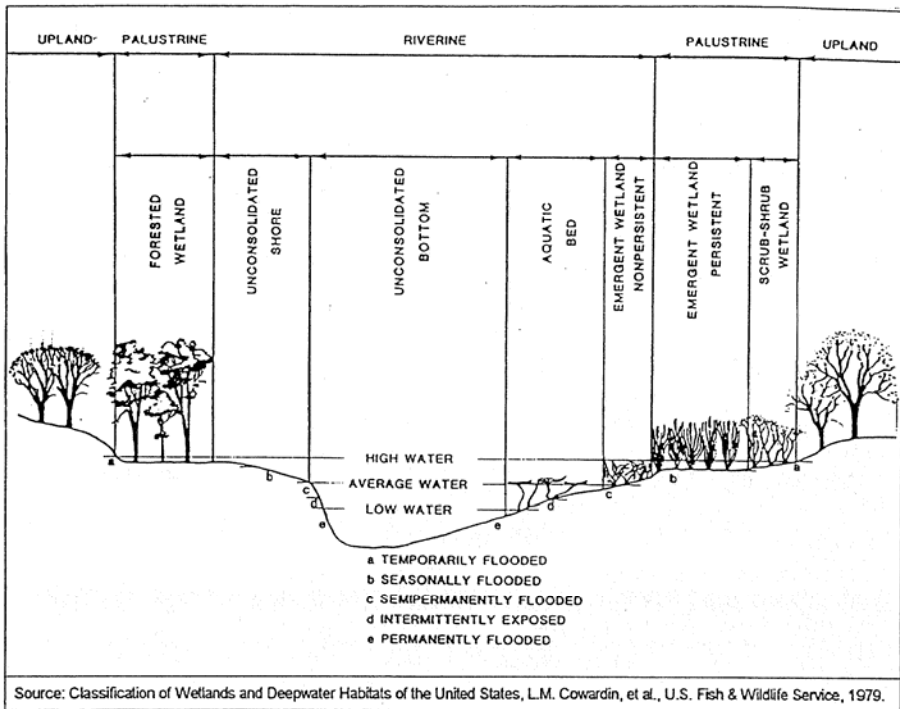 UPLAND PALUSTRINE RIVERINE PALUSTRINE UPLAND
FORESTED
WETLAND
UNCONSOLIDATED
SHORE
UNCONSOLIDATED
BOTTOM
AQUATIC
BED
EMERGENT WETLAND
NONPERSISTENT
EMERGENT WETLAND
PERSISTENT
SCRUB-SHRUB
WETLAND
HIGH WATER
a
a
b
b
AVERAGE WATER
c
c
d
d
LOW WATER
e
e
a TEMPORARILY FLOODED
b SEASONALLY FLOODED
c SEMIPERMANENTLY FLOODED
d INTERMITTENTLY EXPOSED
e PERMANENTLY FLOODED
Source: Classification of Wetlands and Deepwater Habitats of the United States, L.M. Cowardin, et al., U.S. Fish & Wildlife Service, 1979.